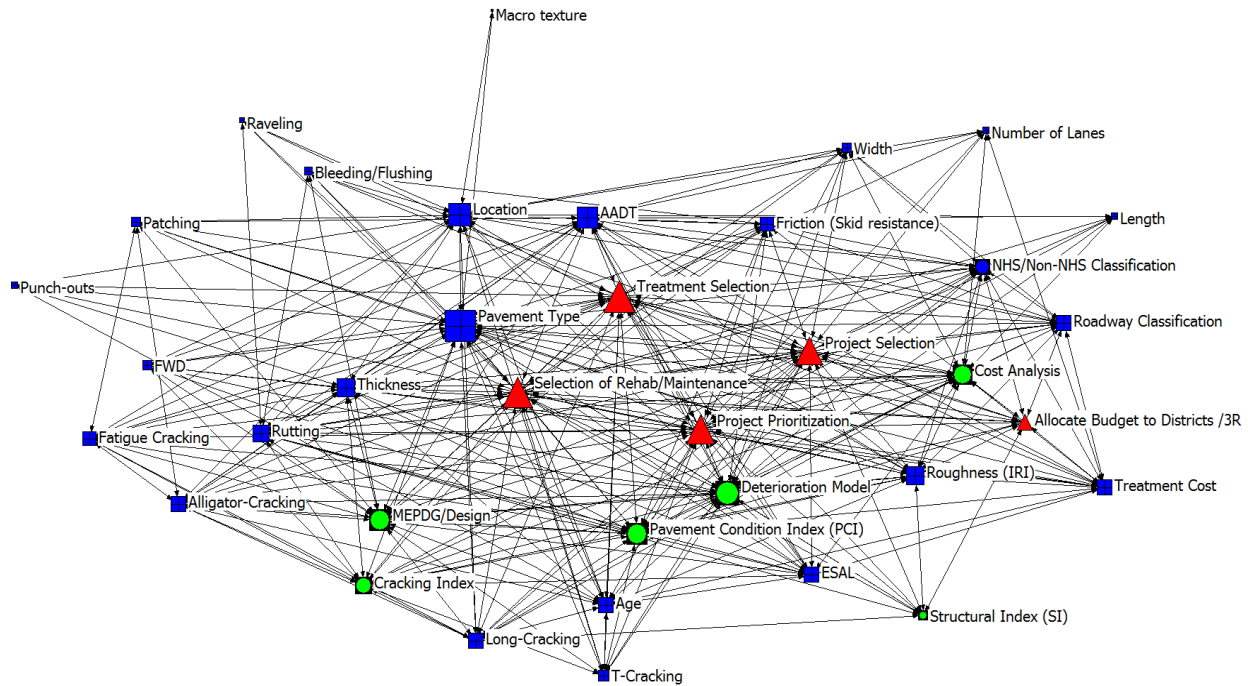 Macro texture
Raveling
Number of Lanes
Width
Bleeding/Flushing
Location
AADT
Patching
Friction (Skid resistance)
Length
NHS/Non-NHS Classification
Punch-outs
Treatment Selection
Pavement Type
Roadway Classification
Project Selection
FWD
Cost Analysis
Thickness
Selection of Rehab/Maintenance
Project Prioritization
Allocate Budget to Districts /3R
Fatigue Cracking
Rutting
Roughness (IRI)
Deterioration Model
Treatment Cost
Alligator-Cracking
MEPDG/Design
Pavement Condition Index (PCI)
ESAL
Cracking Index
Age
Structural Index (SI)
Long-Cracking
T-Cracking